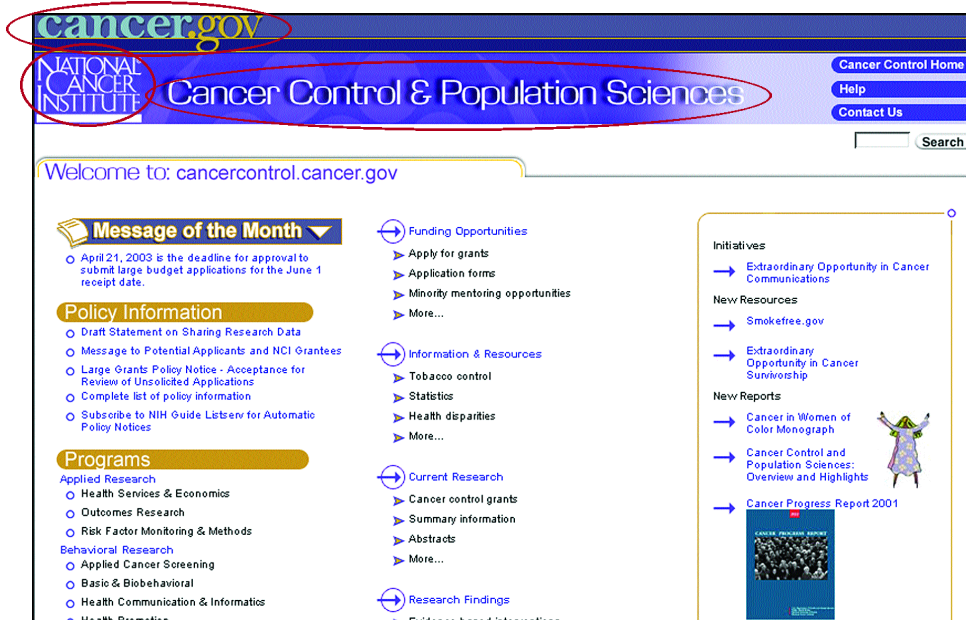 cancer.gov
NATIONAL
CANCER
INSTITUTE
Cancer Control & Population Sciences
Cancer Control Home
Help
Contact Us
Search
Welcome to: cancercontrol.cancer.gov
Message of the Month
April 21, 2003 is the deadline for approval to
submit large budget applications for the June 1
receipt date.
Policy Information
Draft Statement on Sharing Research Data
Message to Potential Applicants and NCI Grantees
Large Grants Policy Notice - Acceptance for
Review of Unsolicited Applications
Complete list of policy information
Subscribe to NIH Guide Listserv for Automatic
Policy Notices
Programs
Applied Research
Health Services & Economics
Outcomes Research
Risk Factor Monitoring & Methods
Behavioral Research
Applied Cancer Screening
Basic & Biobehavioral
Health Communication & Informatics
Health Promotion
Funding Opportunities
Apply for grants
Application forms
Minority mentoring opportunities
More...
Information & Resources
Tobacco control
Statistics
Health disparities
More...
Current Research
Cancer control grants
Summary information
Abstracts
More...
Research Findings
Initiatives
Extraordinary Opportunity in Cancer
Communications
New Resources
Smokefree.gov
Extraordinary
Opportunity in Cancer
Survivorship
New Reports
Cancer in Women of
Color Monograph
Cancer Control and
Population Sciences:
Overview and Highlights
Cancer Progress Report 2001
CANCER PROGRESS REPORT